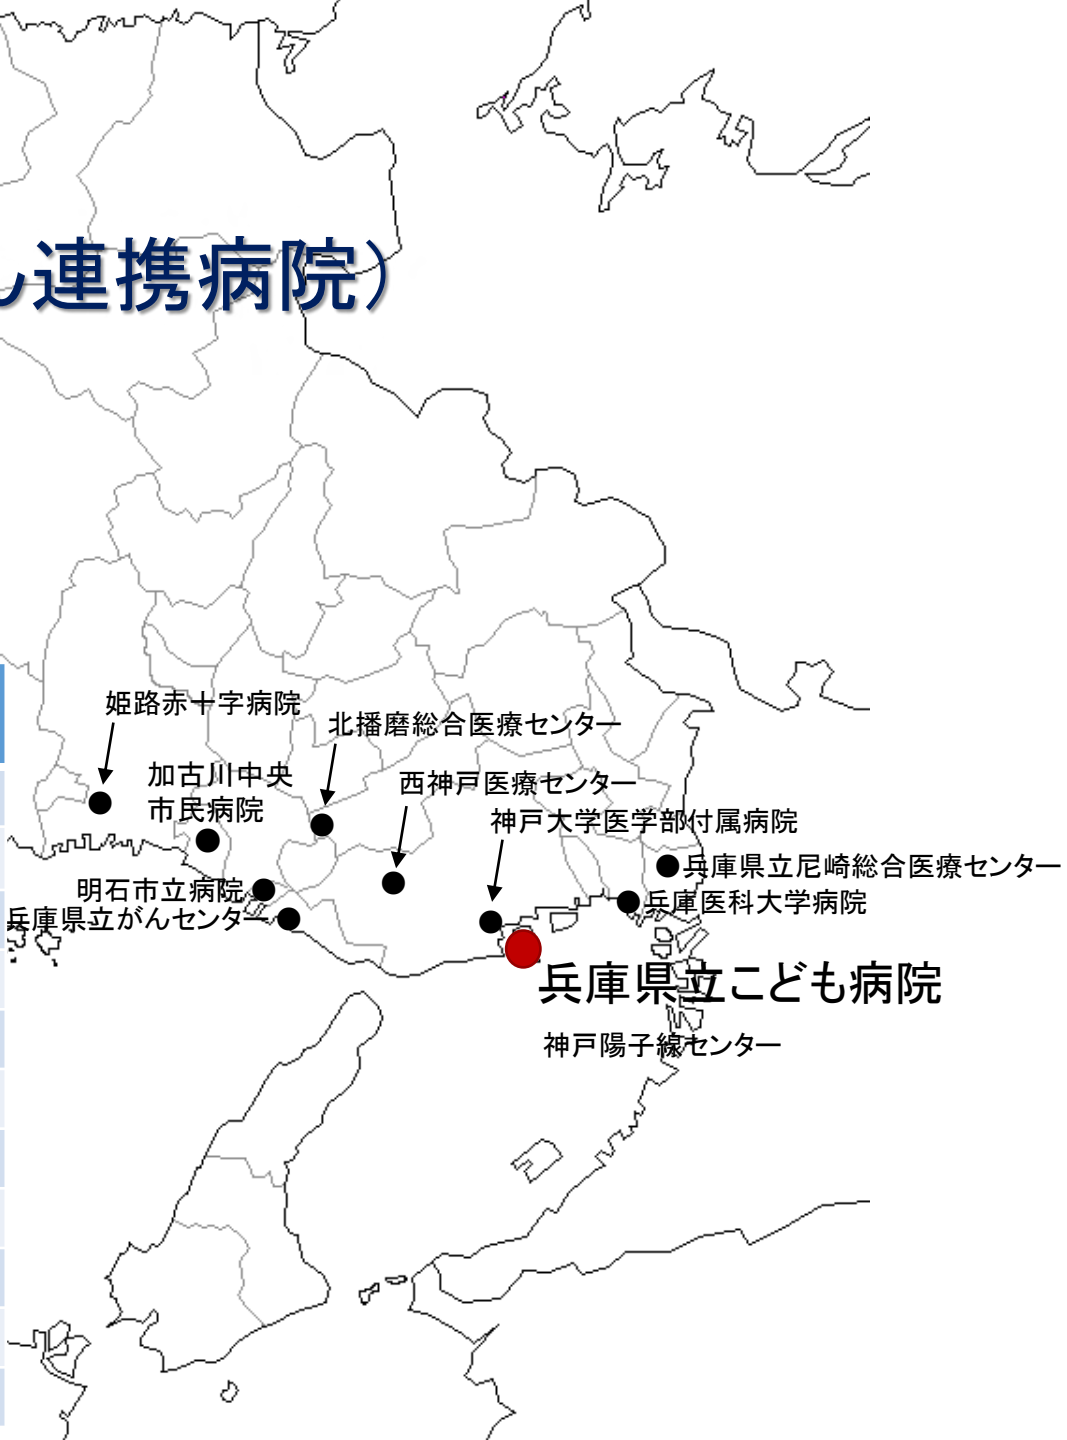 ん連携病院）
姫路赤十字病院
北播磨総合医療センター
加古川中央
市民病院
西神戸医療センター
神戸大学医学部付属病院
兵庫県立尼崎総合医療センター
明石市立病院
兵庫医科大学病院
兵庫県立がんセンター
兵庫県立こども病院
神戸陽子線センター